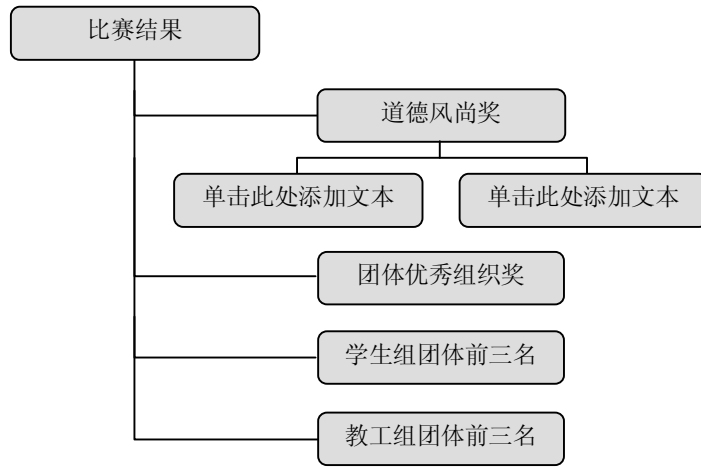 比赛结果
道德风尚奖
单击此处添加文本
单击此处添加文本
团体优秀组织奖
学生组团体前三名
教工组团体前三名